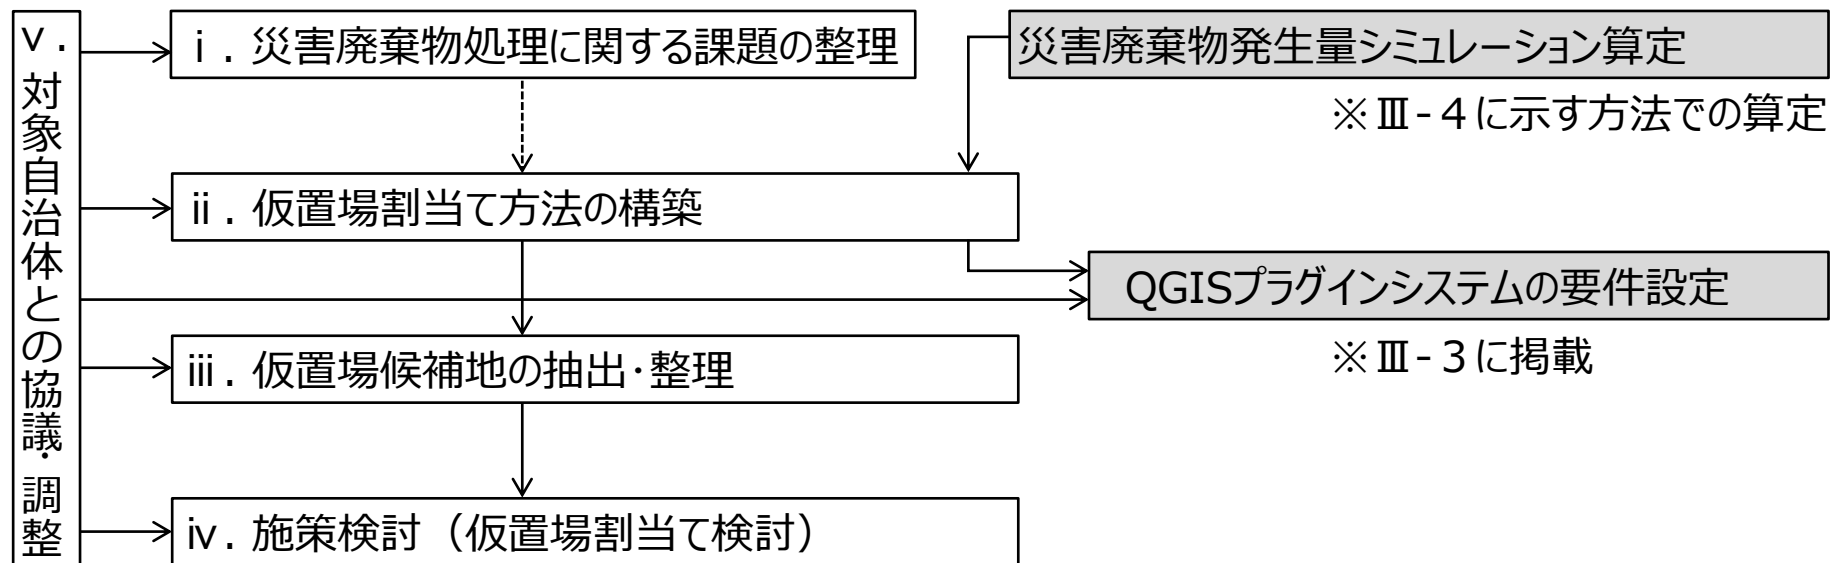 ⅴ.対象自治体との協議・調整
ⅰ. 災害廃棄物処理に関する課題の整理
災害廃棄物発生量シミュレーション算定
※Ⅲ-4に示す方法での算定
ⅱ. 仮置場割当て方法の構築
QGISプラグインシステムの要件設定
※Ⅲ-3に掲載
ⅲ. 仮置場候補地の抽出・整理
ⅳ. 施策検討（仮置場割当て検討）